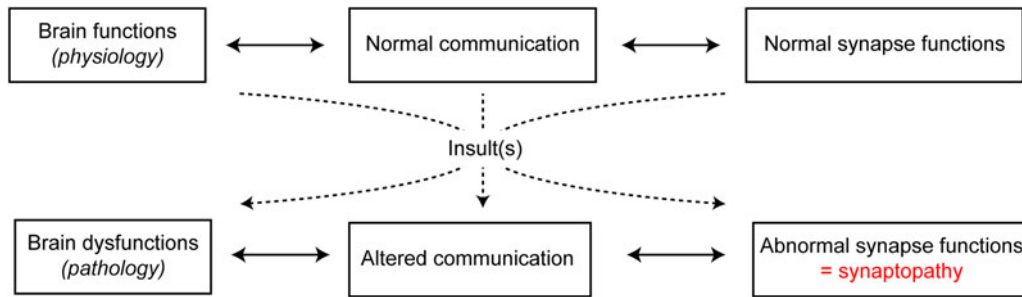 Brain functions
(physiology)
Normal communication
Normal synapse functions
Insult(s)
Brain dysfunctions
(pathology)
Altered communication
Abnormal synapse functions
= synaptopathy